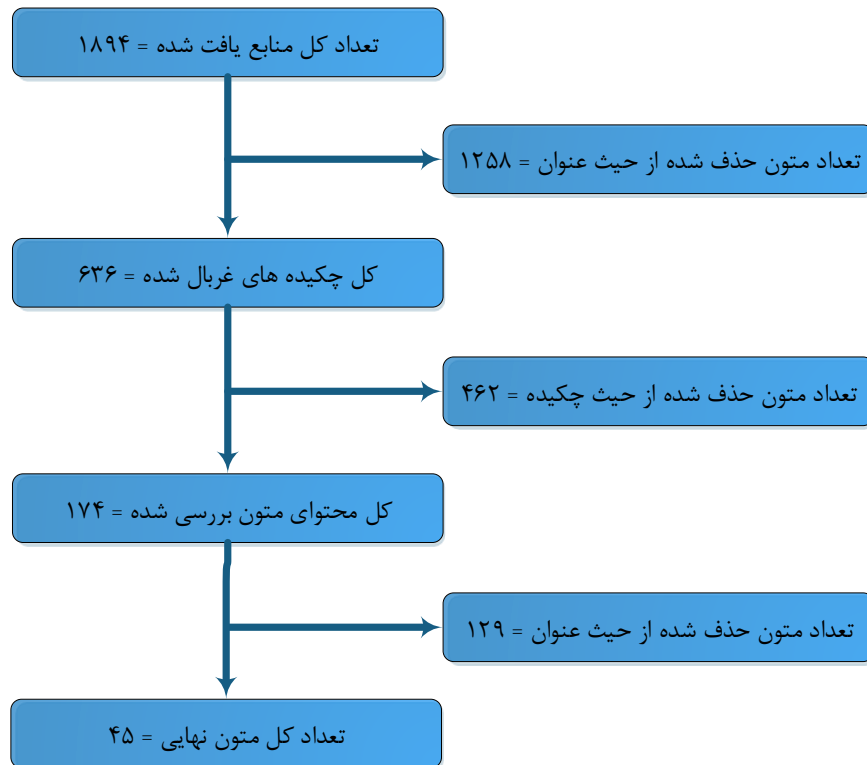 تعداد کل منابع یافت شده = ۱۸۹۴
تعداد متون حذف شده از حیث عنوان = ۱۲۵۸
کل چکیده های غربال شده = ۶۳۶
تعداد متون حذف شده از حیث چکیده = ۴۶۲
کل محتوای متون بررسی شده = ۱۷۴
تعداد متون حذف شده از حیث عنوان = ۱۲۹
تعداد کل متون نهایی = ۴۵